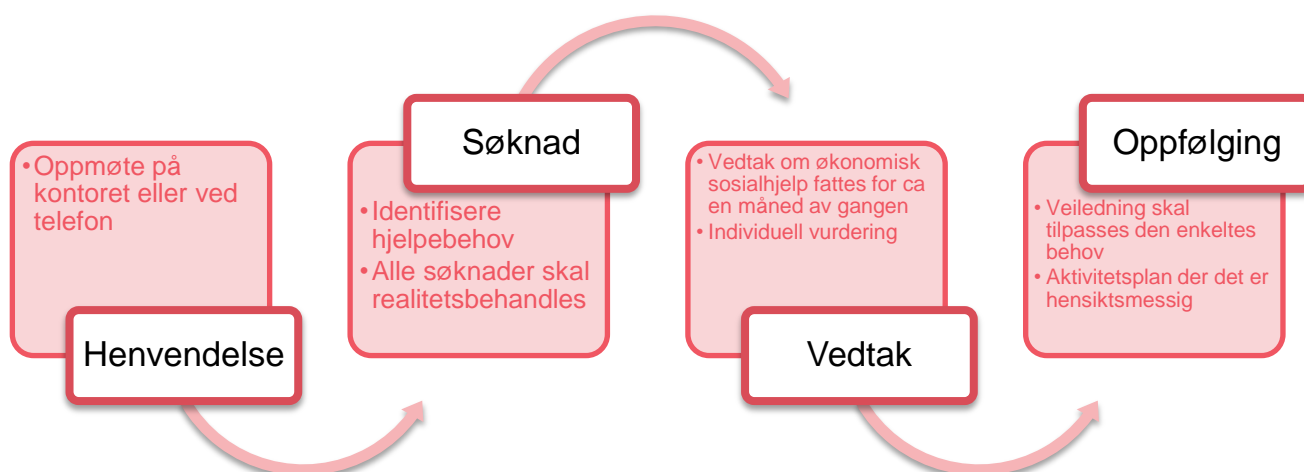 • Oppmøte på
kontoret eller ved
telefon
Henvendelse
Søknad
• Identifisere
hjelpebehov
• Alle søknader skal
realitetsbehandles
• Vedtak om økonomisk
sosialhjelp fattes for ca
en måned av gangen
• Individuell vurdering
Vedtak
Oppfølging
• Veiledning skal
tilpasses den enkeltes
behov
• Aktivitetsplan der det er
hensiktsmessig